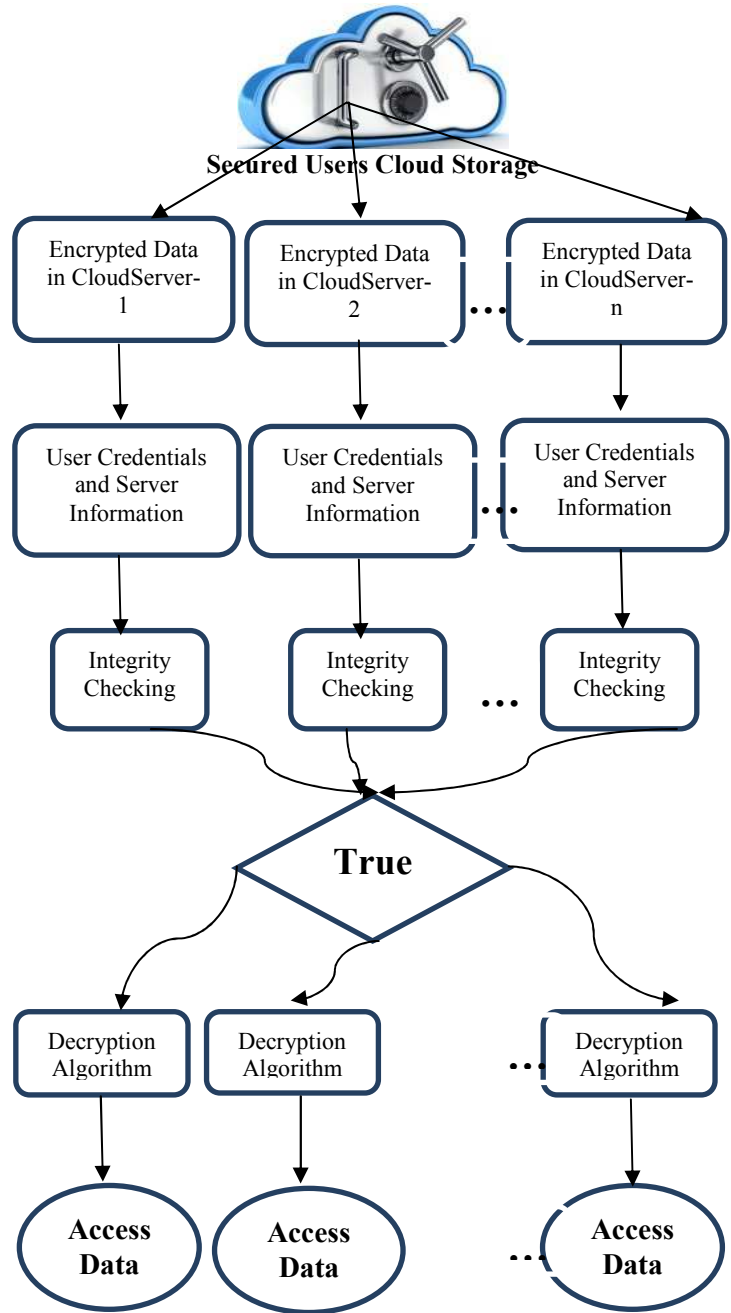 Secured Users Cloud Storage
Encrypted Data
in CloudServer-
1
Encrypted Data
in CloudServer-
2
...
Encrypted Data
in CloudServer-
n
User Credentials
and Server
Information
User Credentials
and Server
Information
...
User Credentials
and Server
Information
Integrity
Checking
Integrity
Checking
...
Integrity
Checking
True
Decryption
Algorithm
Decryption
Algorithm
...
Decryption
Algorithm
Access
Data
Access
Data
...
Access
Data